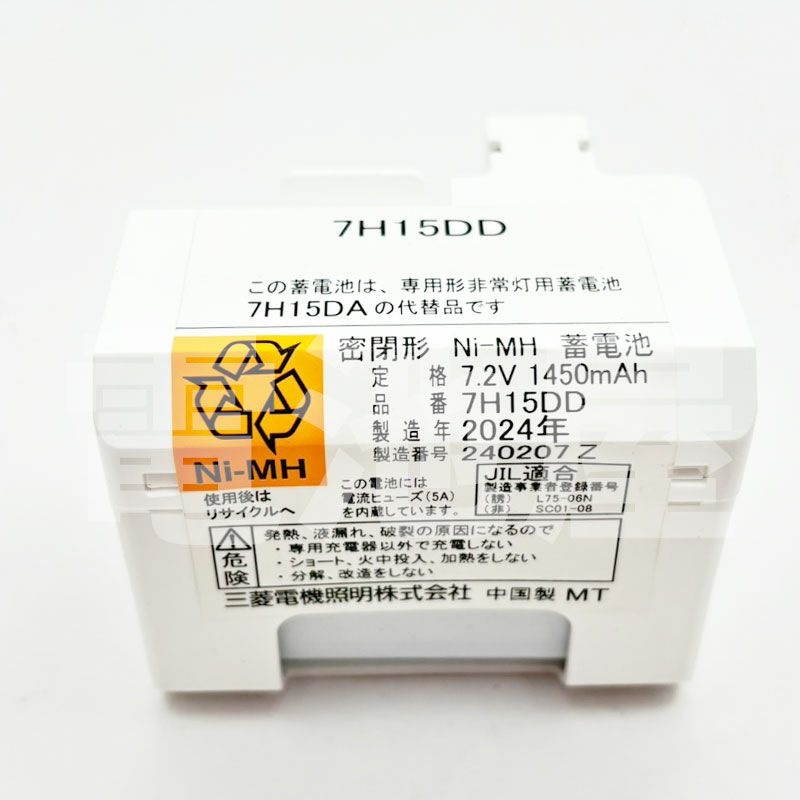 7H15DD
この蓄電池は、専用形非常灯用蓄電池
7H15DAの代替品です
密閉形 Ni-MH 蓄電池
定 格 7.2V 1450mAh
品 番 7H15DD
製造年 2024年
製造番号 240207Z
Ni-MH
使用後は
リサイクルへ
この電池には
電流ヒューズ(5A)
を内蔵しています。
JIL適合
製造事業者登録番号
(誘) L75-06N
(非) SC01-08
危険
発熱、液漏れ、破裂の原因になるので
・専用充電器以外で充電しない
・ショート、火中投入、加熱をしない
・分解、改造をしない
三菱電機照明株式会社 中国製 MT